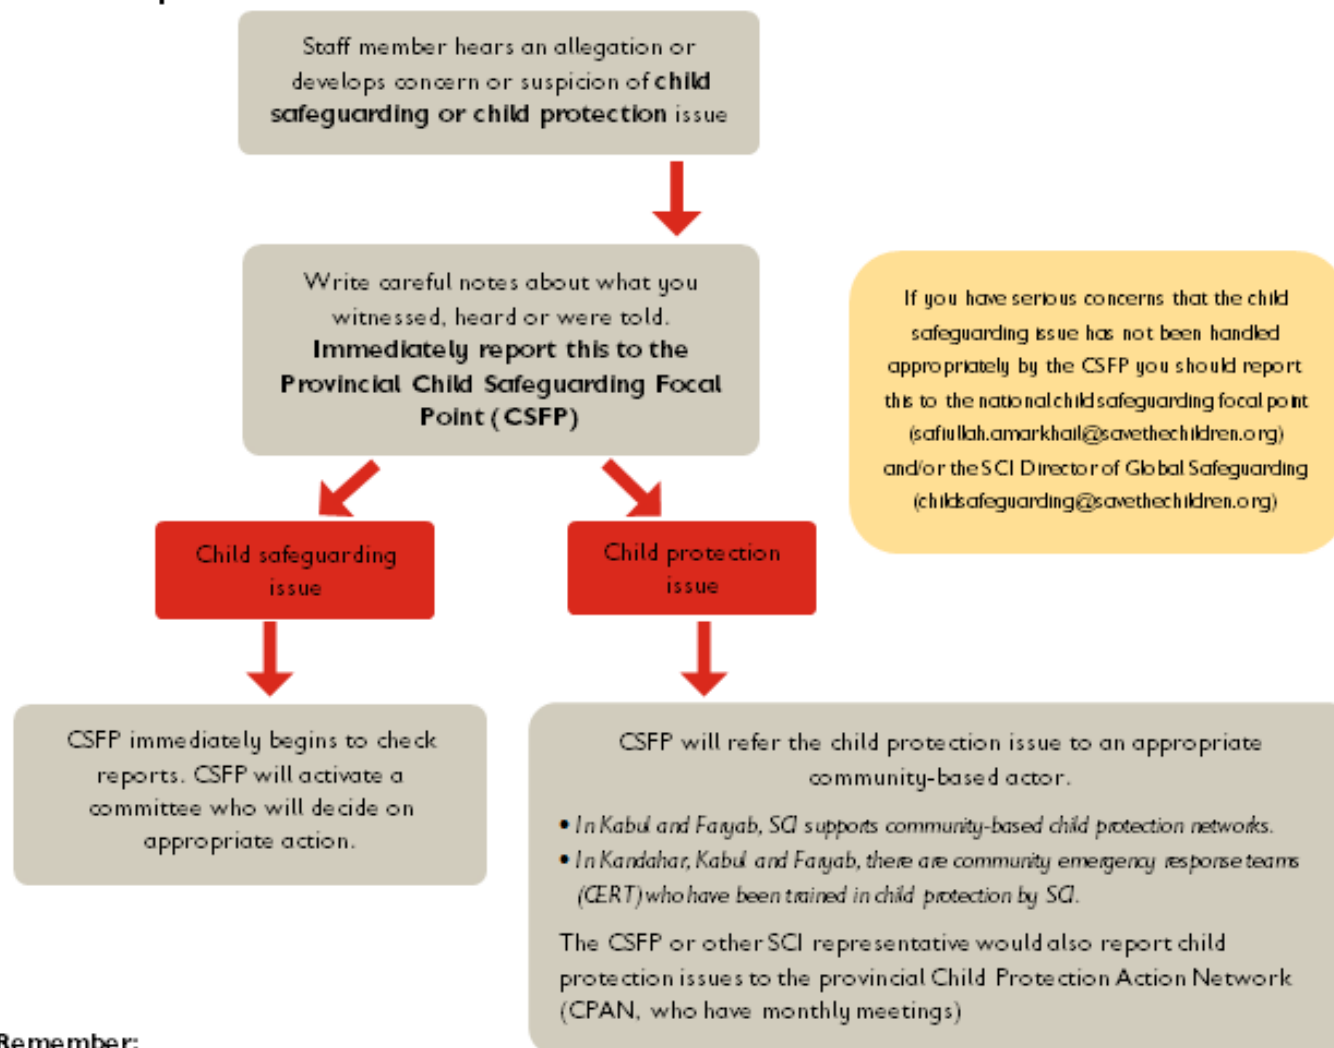 Staff member hears an allegation or
develops concern or suspicion of child
safeguarding or child protection issue
Write careful notes about what you
witnessed, heard or were told.
Immediately report this to the
Provincial Child Safeguarding Focal
Point (CSFP)
If you have serious concerns that the child
safeguarding issue has not been handled
appropriately by the CSFP you should report
this to the national child safeguarding focal point
(safiullah.amarkhail@savethechildren.org)
and/or the SCI Director of Global Safeguarding
(childsafeguarding@savethechildren.org)
Child safeguarding
issue
Child protection
issue
CSFP immediately begins to check
reports. CSFP will activate a
committee who will decide on
appropriate action.
CSFP will refer the child protection issue to an appropriate
community-based actor.
• In Kabul and Faryab, SCI supports community-based child protection networks.
• In Kandahar, Kabul and Faryab, there are community emergency response teams
(CERT) who have been trained in child protection by SCI.
The CSFP or other SCI representative would also report child
protection issues to the provincial Child Protection Action Network
(CPAN, who have monthly meetings)
Remember: